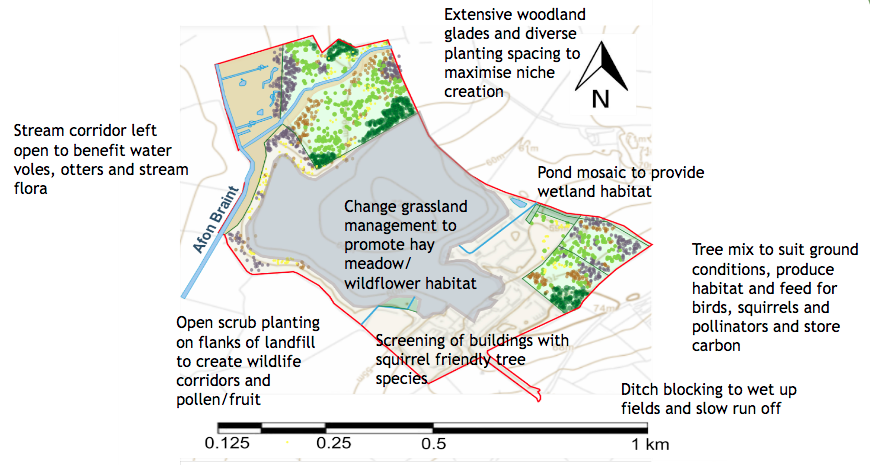 Extensive woodland
glades and diverse
planting spacing to
maximise niche
creation
N
Stream corridor left
open to benefit water
voles, otters and stream
flora
Pond mosaic to provide
wetland habitat
Afon Braint
Change grassland
management to
promote hay
meadow/
wildflower habitat
Tree mix to suit ground
conditions, produce
habitat and feed for
birds, squirrels and
pollinators and store
carbon
74m
Open scrub planting
on flanks of landfill
to create wildlife
corridors and
pollen/fruit
Screening of buildings with
squirrel friendly tree
species
Ditch blocking to wet up
fields and slow run off
0.125 0.25 0.5 1 km